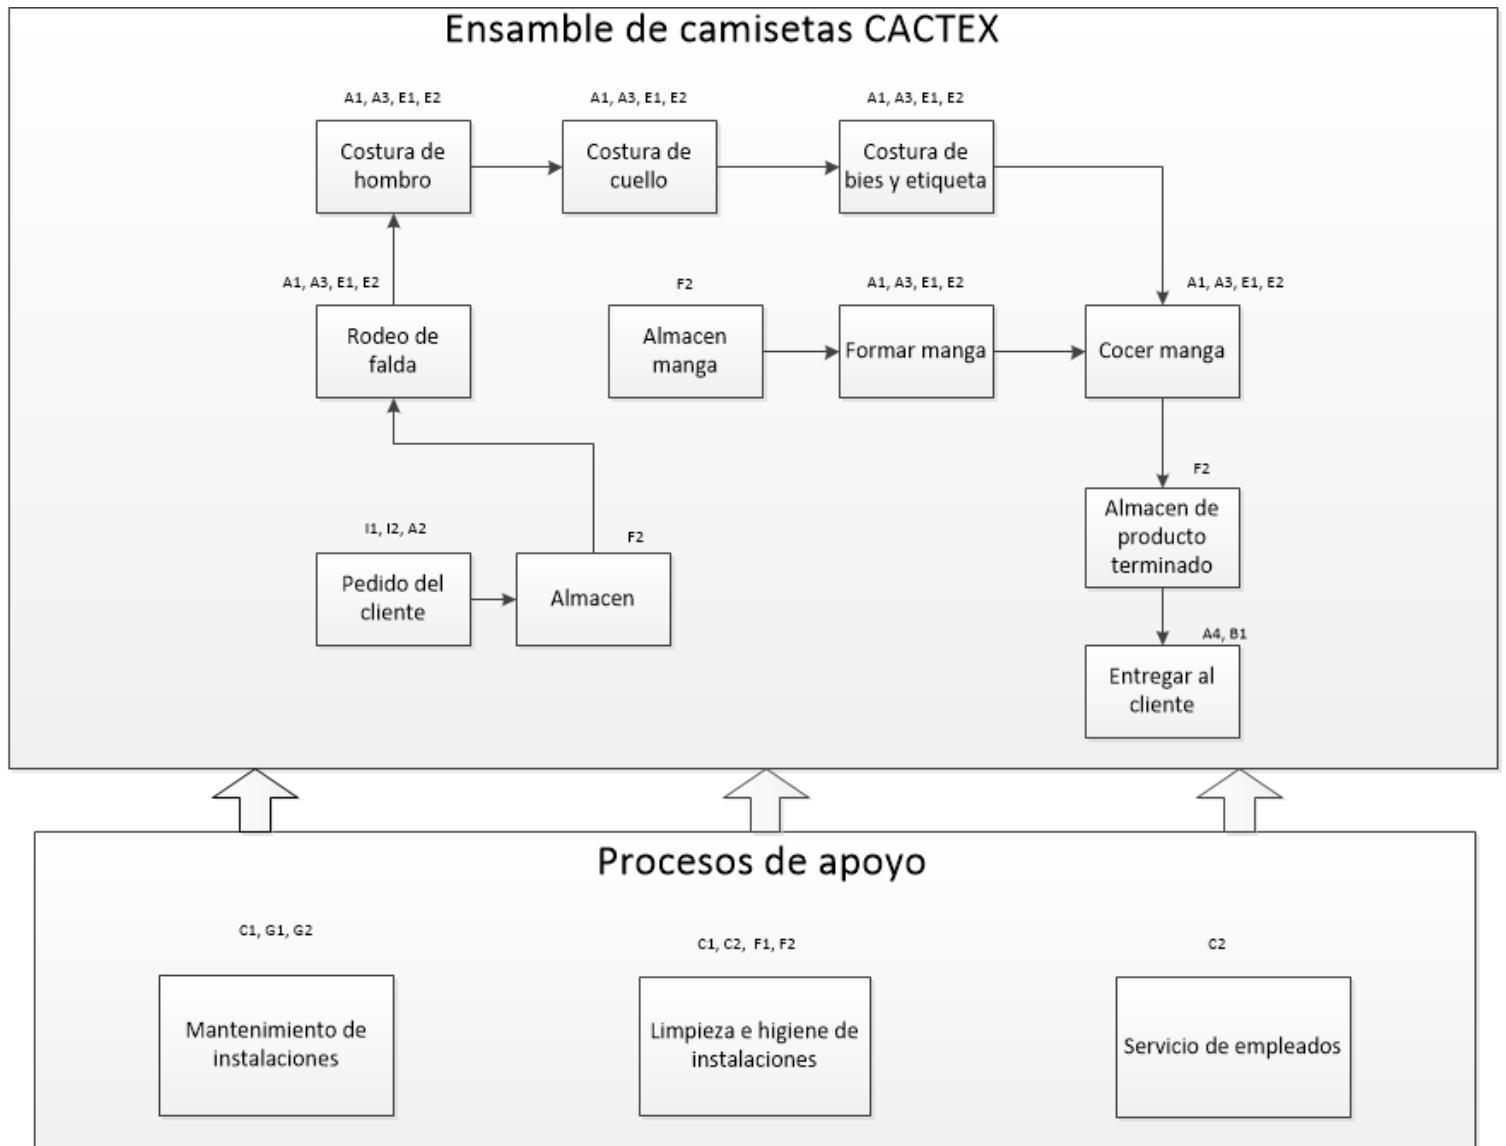 Ensamble de camisetas CACTEX
A1, A3, E1, E2
A1, A3, E1, E2
A1, A3, E1, E2
Costura de
hombro
Costura de
cuello
Costura de
bies y etiqueta
A1, A3, E1, E2
F2
A1, A3, E1, E2
A1, A3, E1, E2
Rodeo de
falda
Almacen
manga
Formar manga
Cocer manga
F2
Almacen de
producto
terminado
I1, I2, A2
F2
Pedido del
cliente
Almacen
A4, B1
Entregar al
cliente
Procesos de apoyo
C1, G1, G2
C1, C2, F1, F2
C2
Mantenimiento de
instalaciones
Limpieza e higiene de
instalaciones
Servicio de empleados